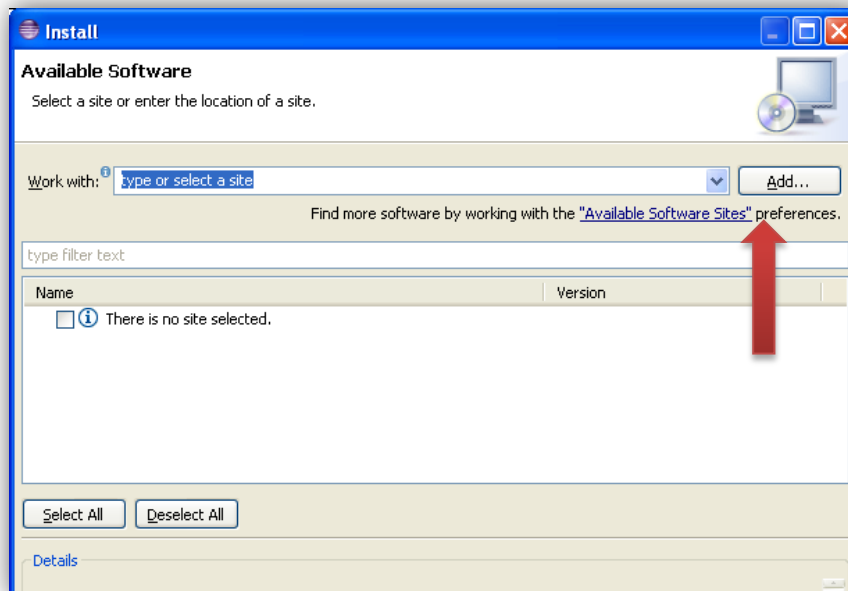 Install
Available Software
Select a site or enter the location of a site.
Work with: type or select a site Add...
Find more software by working with the "Available Software Sites" preferences.
type filter text
Name Version
There is no site selected.
Select All Deselect All
Details